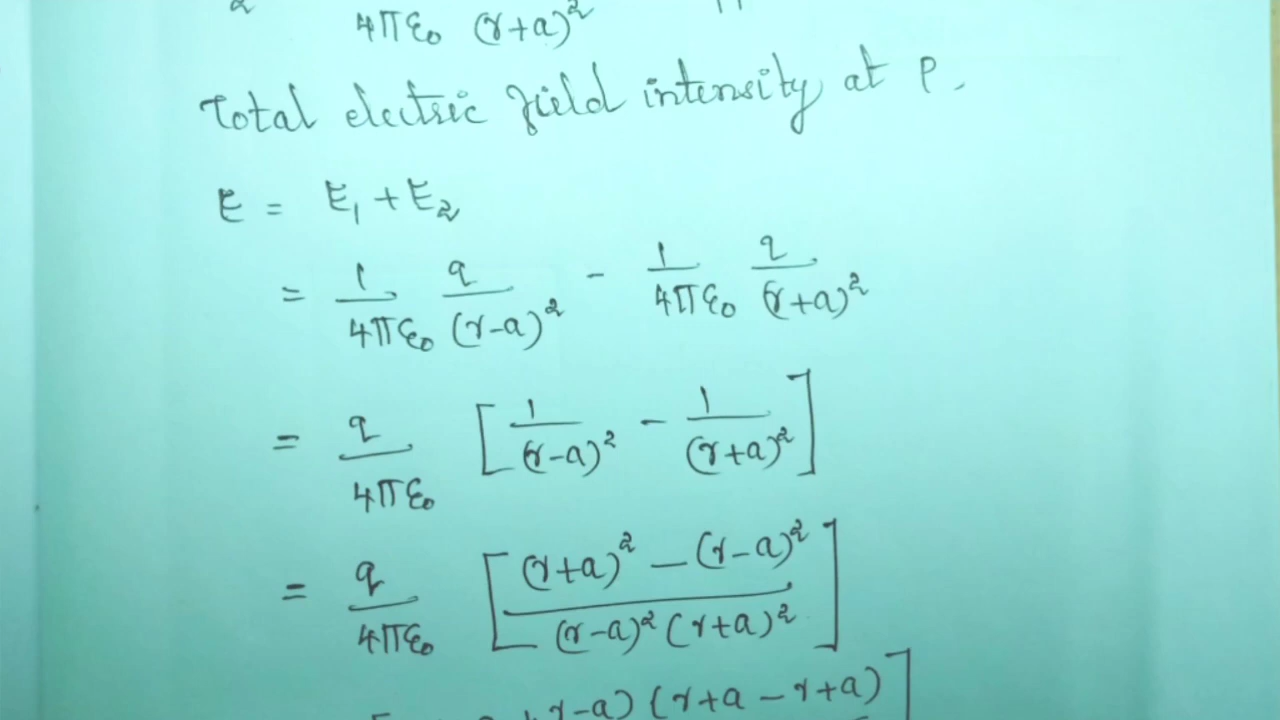 2 4πε₀ (r+a)²
Total electric field intensity at P.
E = E₁ + E₂
= 1/4πε₀ q/(r-a)² - 1/4πε₀ q/(r+a)²
= q/4πε₀ [1/(r-a)² - 1/(r+a)²]
= q/4πε₀ [(r+a)² - (r-a)²/(r-a)² (r+a)²]
+r-a) (r+a-r+a)]